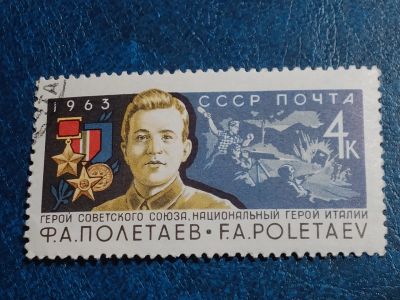 1963
СССР ПОЧТА
4К
ГЕРОЙ СОВЕТСКОГО СОЮЗА, НАЦИОНАЛЬНЫЙ ГЕРОЙ ИТАЛИИ
Ф.А.ПОЛЕТАЕВ · F.A.POLETAEV